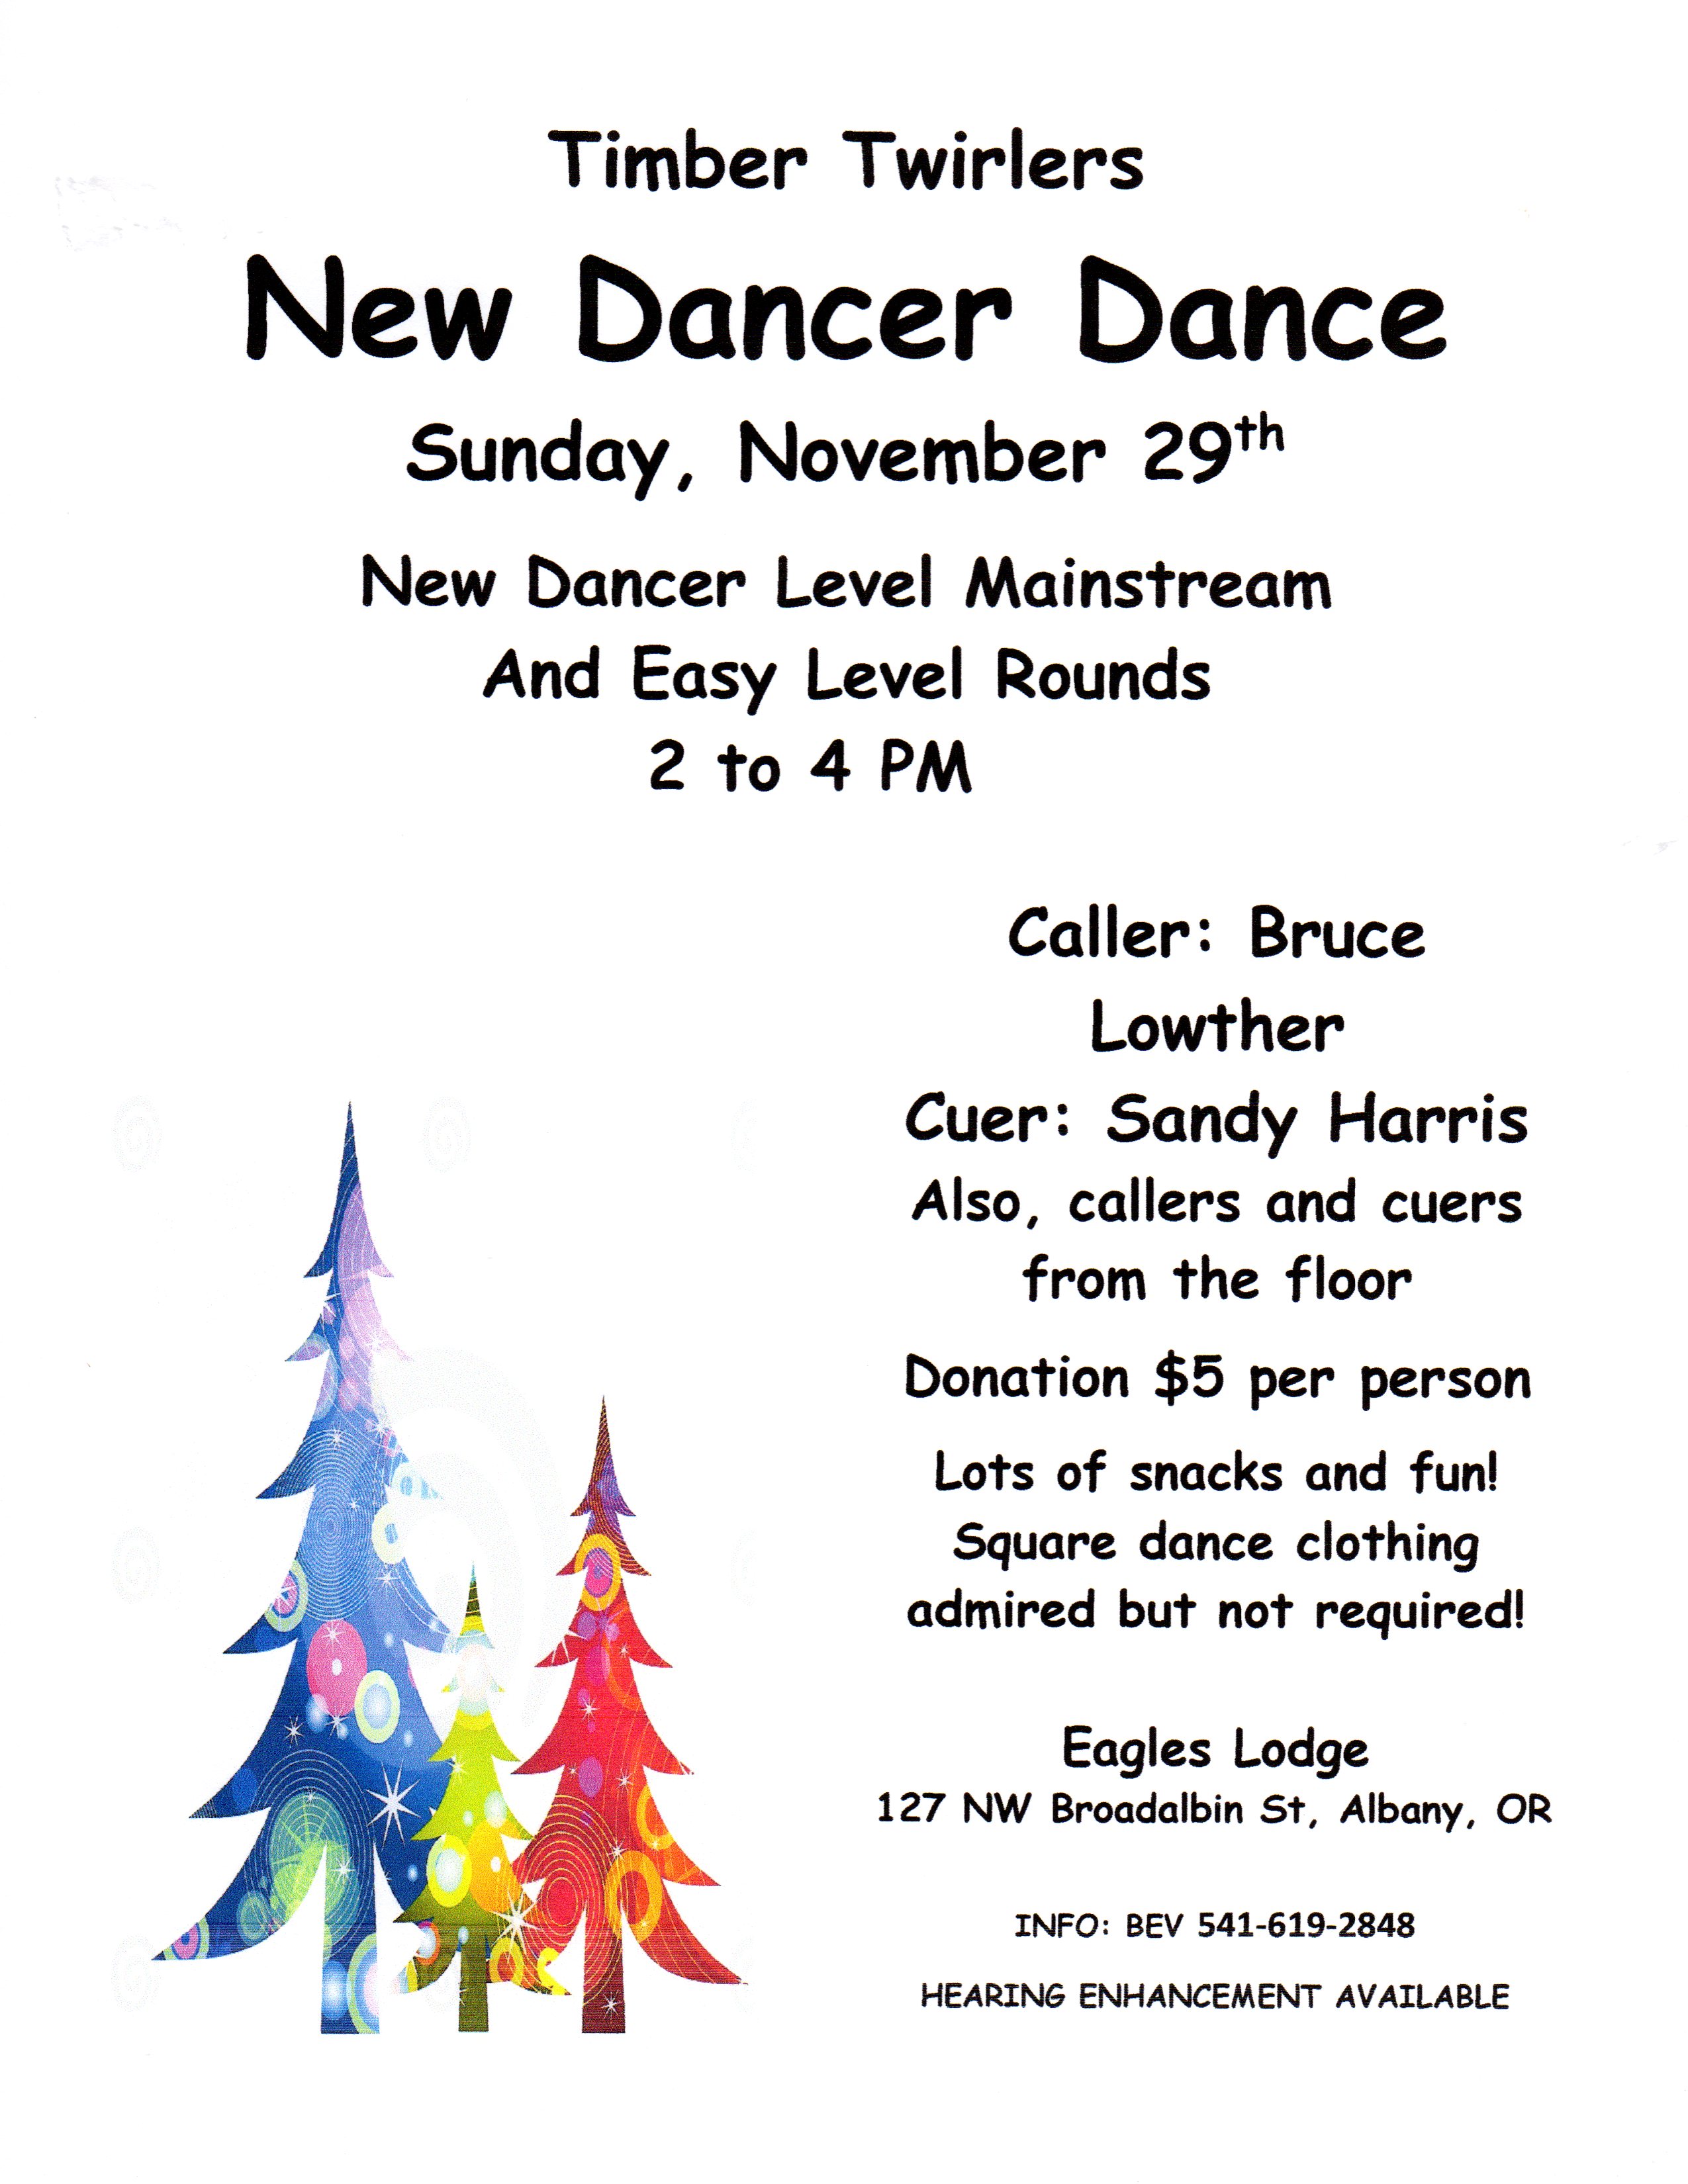 Timber Twirlers
New Dancer Dance
Sunday, November 29th
New Dancer Level Mainstream
And Easy Level Rounds
2 to 4 PM
Caller: Bruce
Lowther
Cuer: Sandy Harris
Also, callers and cuers
from the floor
Donation $5 per person
Lots of snacks and fun!
Square dance clothing
admired but not required!
Eagles Lodge
127 NW Broadalbin St, Albany, OR
INFO: BEV 541-619-2848
HEARING ENHANCEMENT AVAILABLE